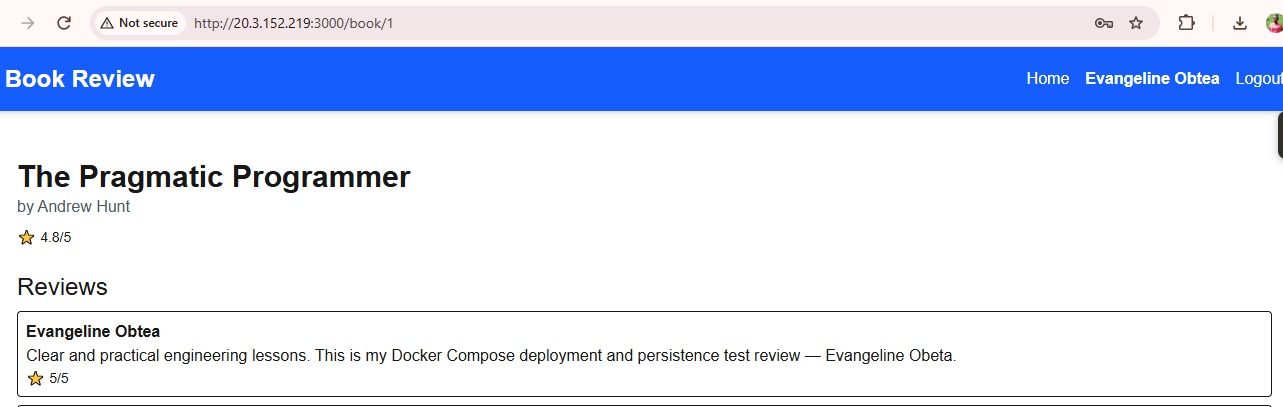 Not secure http://20.3.152.219:3000/book/1
Book Review Home Evangeline Obtea Logout
The Pragmatic Programmer
by Andrew Hunt
4.8/5
Reviews
Evangeline Obtea
Clear and practical engineering lessons. This is my Docker Compose deployment and persistence test review — Evangeline Obeta.
5/5